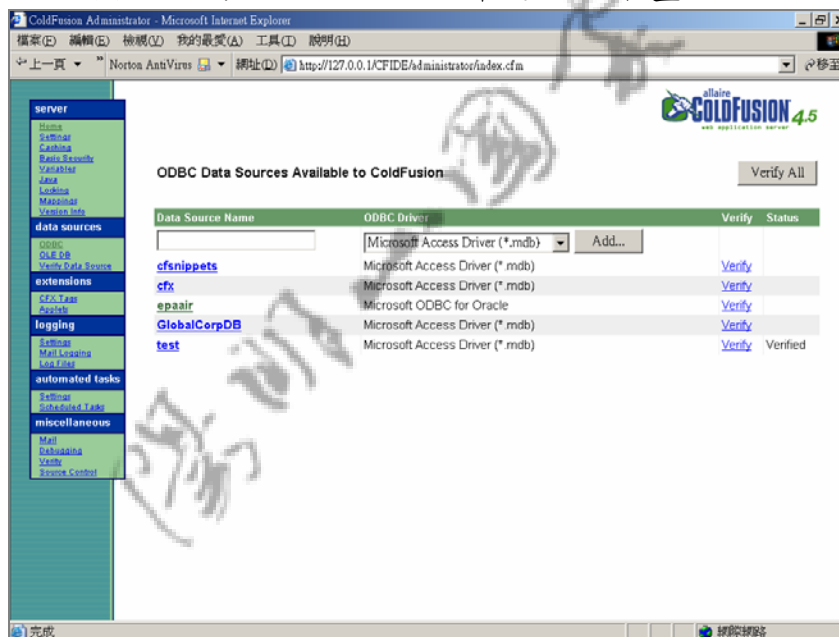 ColdFusion Administrator - Microsoft Internet Explorer
檔案(F) 編輯(E) 檢視(V) 我的最愛(A) 工具(T) 說明(H)
上一頁 Norton AntiVirus 網址(D) http://127.0.0.1/CFIDE/administrator/index.cfm 移至
server
Home
Settings
Caching
Basic Security
Variables
Java
Locking
Mappings
Version Info
data sources
ODBC
OLE DB
Verify Data Source
extensions
CFX Tags
Applets
logging
Settings
Mail Logging
Log Files
automated tasks
Settings
Scheduled Tasks
miscellaneous
Mail
Debugging
Verity
Source Control
allaire
COLDFUSION 4.5
web application server
ODBC Data Sources Available to ColdFusion
Verify All
Data Source Name ODBC Driver Verify Status
Microsoft Access Driver (*.mdb) Add...
cfsnippets Microsoft Access Driver (*.mdb) Verify
cfx Microsoft Access Driver (*.mdb) Verify
epaair Microsoft ODBC for Oracle Verify
GlobalCorpDB Microsoft Access Driver (*.mdb) Verify
test Microsoft Access Driver (*.mdb) Verify Verified
完成 網際網路